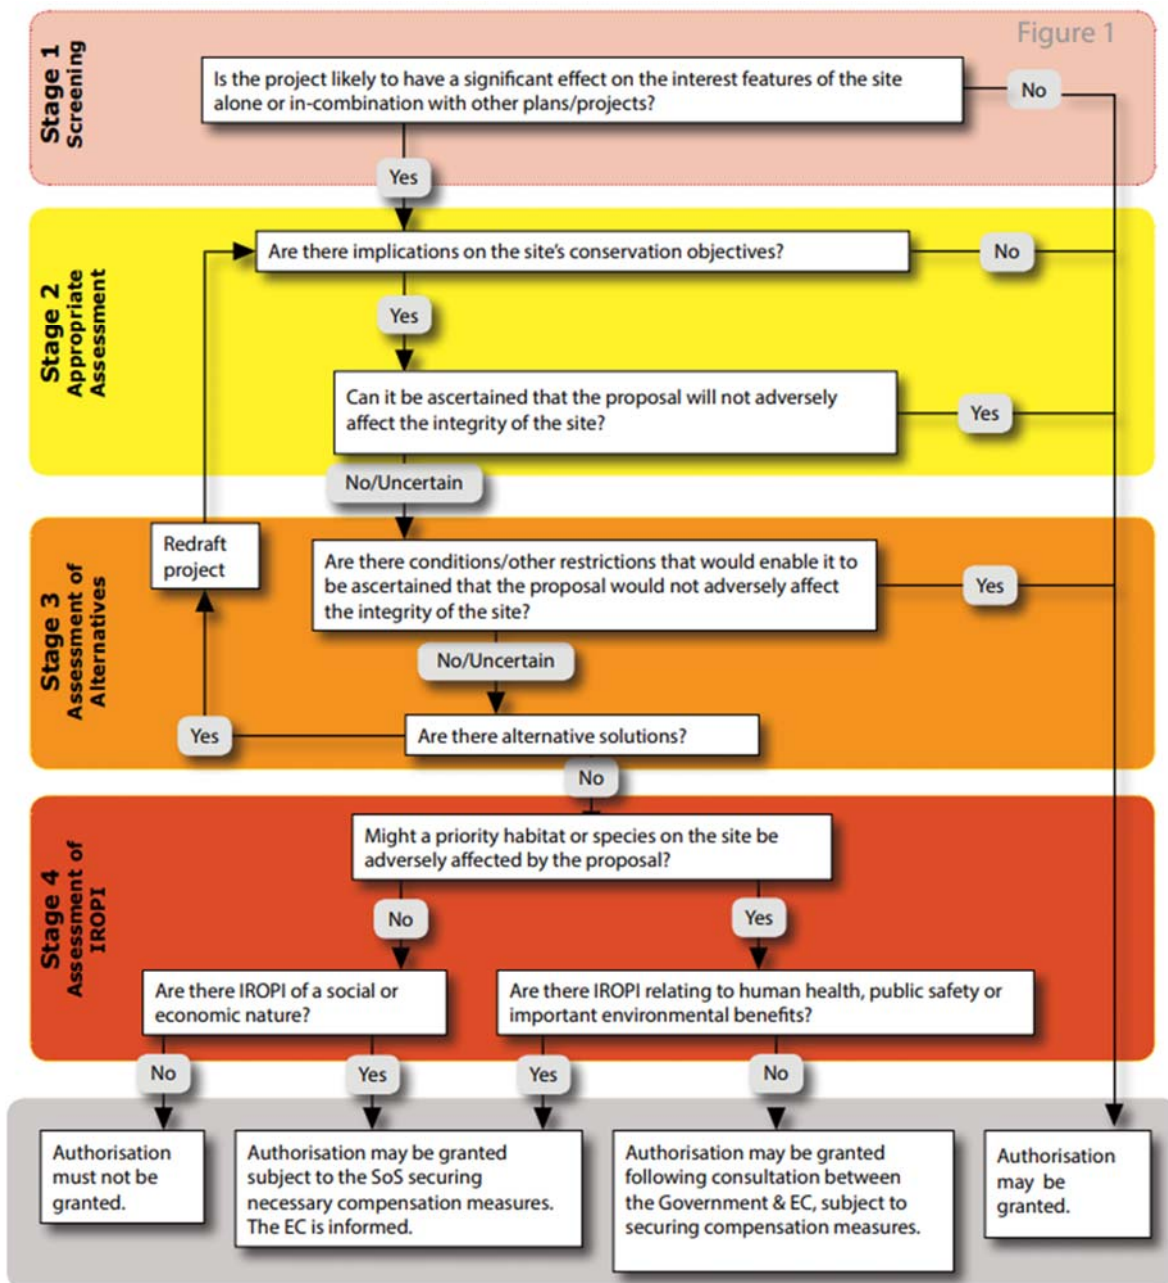 Figure 1
Stage 1
Screening
Is the project likely to have a significant effect on the interest features of the site
alone or in-combination with other plans/projects?
No
Yes
Stage 2
Appropriate
Assessment
Are there implications on the site's conservation objectives?
No
Yes
Can it be ascertained that the proposal will not adversely
affect the integrity of the site?
Yes
No/Uncertain
Stage 3
Assessment of
Alternatives
Redraft
project
Are there conditions/other restrictions that would enable it to
be ascertained that the proposal would not adversely affect
the integrity of the site?
Yes
No/Uncertain
Yes
Are there alternative solutions?
No
Stage 4
Assessment of
IROPI
Might a priority habitat or species on the site be
adversely affected by the proposal?
No
Yes
Are there IROPI of a social or
economic nature?
Are there IROPI relating to human health, public safety or
important environmental benefits?
No
Yes
Yes
No
Authorisation
must not be
granted.
Authorisation may be granted
subject to the SoS securing
necessary compensation measures.
The EC is informed.
Authorisation may be granted
following consultation between
the Government & EC, subject to
securing compensation measures.
Authorisation
may be
granted.